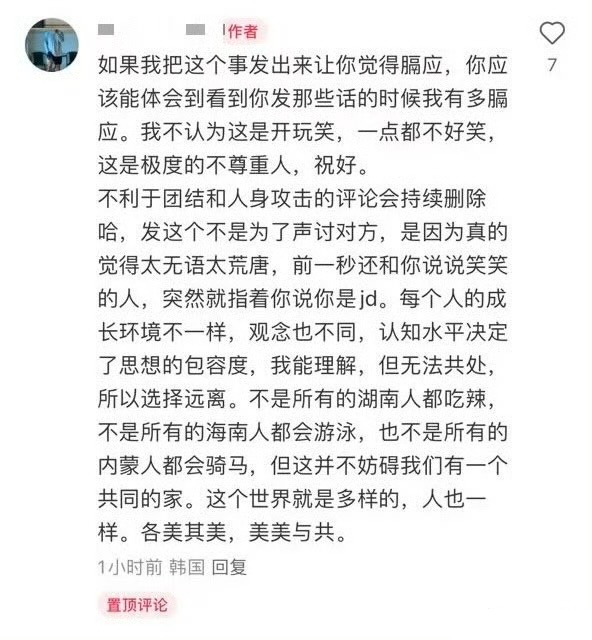 作者
如果我把这个事发出来让你觉得膈应，你应
该能体会到看到你发那些话的时候我有多膈
应。我不认为这是开玩笑，一点都不好笑，
这是极度的不尊重人，祝好。
不利于团结和人身攻击的评论会持续删除
哈，发这个不是为了声讨对方，是因为真的
觉得太无语太荒唐，前一秒还和你说说笑笑
的人，突然就指着你说你是jd。每个人的成
长环境不一样，观念也不同，认知水平决定
了思想的包容度，我能理解，但无法共处，
所以选择远离。不是所有的湖南人都吃辣，
不是所有的海南人都会游泳，也不是所有的
内蒙人都会骑马，但这并不妨碍我们有一个
共同的家。这个世界就是多样的，人也一
样。各美其美，美美与共。
1小时前 韩国 回复
置顶评论
7